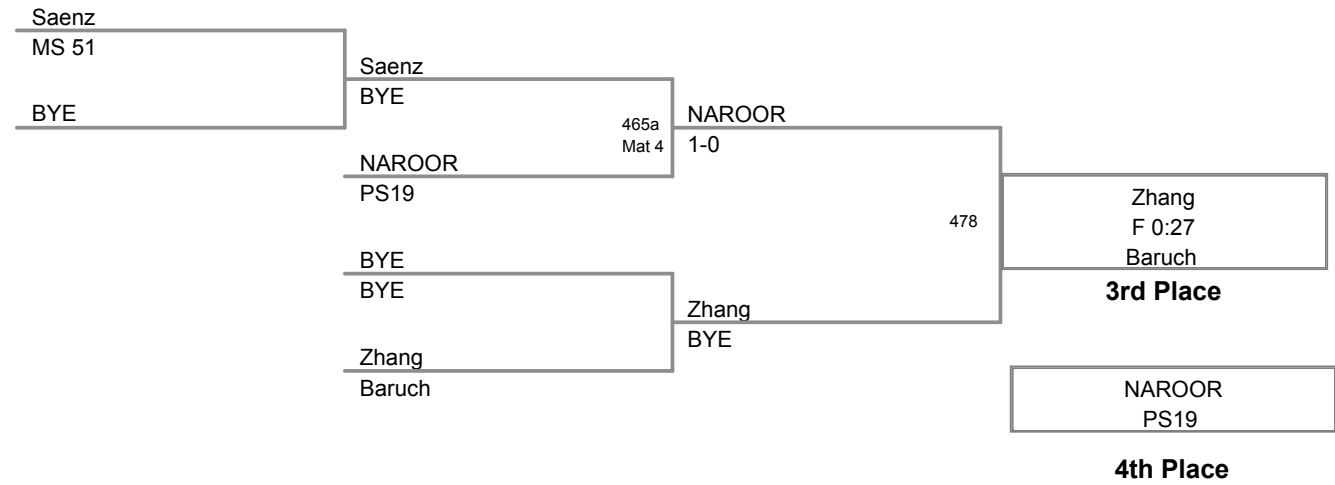 Saenz
MS 51
BYE
Saenz
BYE
NAROOR
PS19
BYE
BYE
Zhang
Baruch
465a
Mat 4
NAROOR
1-0
Zhang
BYE
478
Zhang
F 0:27
Baruch
3rd Place
NAROOR
PS19
4th Place